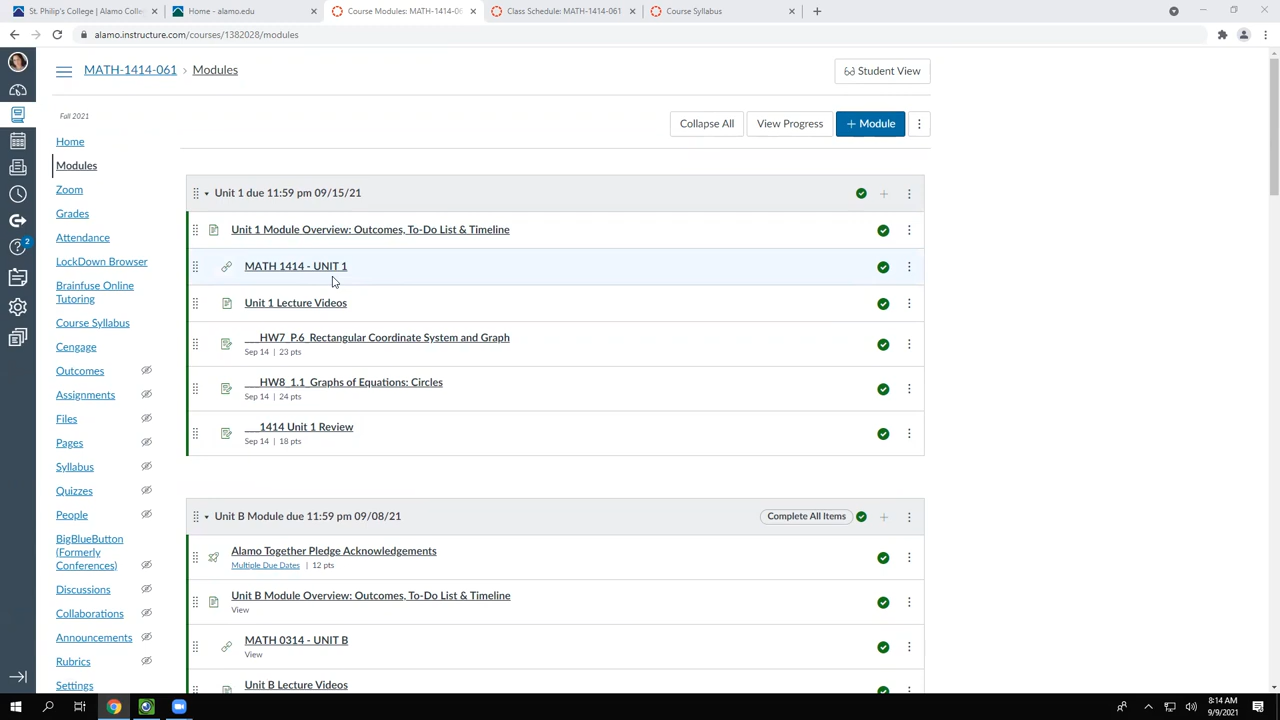 St. Philip's College: Alamo Colle
Home - alamo.edu
Course Modules: MATH-1414-06
Class Schedule: MATH-1414-061
Course Syllabus
alamo.instructure.com/courses/1382028/modules
MATH-1414-061 › Modules
Student View
Fall 2021
Collapse All
View Progress
+ Module
Home
Modules
Zoom
Grades
Attendance
LockDown Browser
Brainfuse Online
Tutoring
Course Syllabus
Cengage
Outcomes
Assignments
Files
Pages
Syllabus
Quizzes
People
BigBlueButton
(Formerly
Conferences)
Discussions
Collaborations
Announcements
Rubrics
Settings
2
Unit 1 due 11:59 pm 09/15/21
Unit 1 Module Overview: Outcomes, To-Do List & Timeline
MATH 1414 - UNIT 1
Unit 1 Lecture Videos
___HW7_P.6_Rectangular Coordinate System and Graph
Sep 14 | 23 pts
___HW8_1.1_Graphs of Equations: Circles
Sep 14 | 24 pts
___1414 Unit 1 Review
Sep 14 | 18 pts
Unit B Module due 11:59 pm 09/08/21
Complete All Items
Alamo Together Pledge Acknowledgements
Multiple Due Dates | 12 pts
Unit B Module Overview: Outcomes, To-Do List & Timeline
View
MATH 0314 - UNIT B
View
Unit B Lecture Videos
8:14 AM
9/9/2021